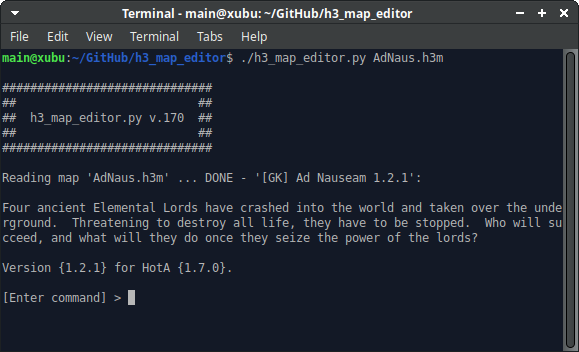 Terminal - main@xubu: ~/GitHub/h3_map_editor
File Edit View Terminal Tabs Help
main@xubu:~/GitHub/h3_map_editor$ ./h3_map_editor.py AdNaus.h3m
##############################
##                          ##
##  h3_map_editor.py v.170  ##
##                          ##
##############################
Reading map 'AdNaus.h3m' ... DONE - '[GK] Ad Nauseam 1.2.1':
Four ancient Elemental Lords have crashed into the world and taken over the unde
rground.  Threatening to destroy all life, they have to be stopped.  Who will su
cceed, and what will they do once they seize the power of the lords?
Version {1.2.1} for HotA {1.7.0}.
[Enter command] >